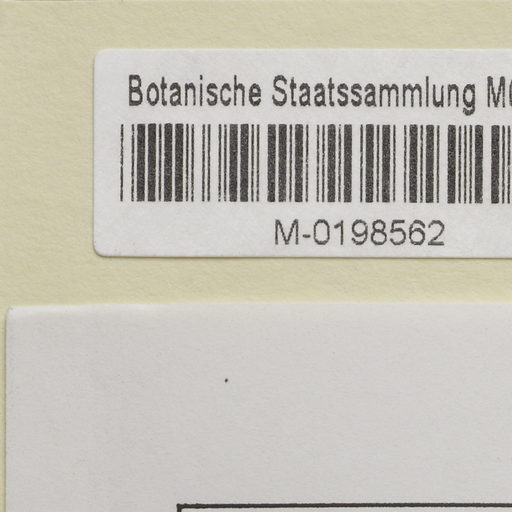 Botanische Staatssammlung
M-0198562